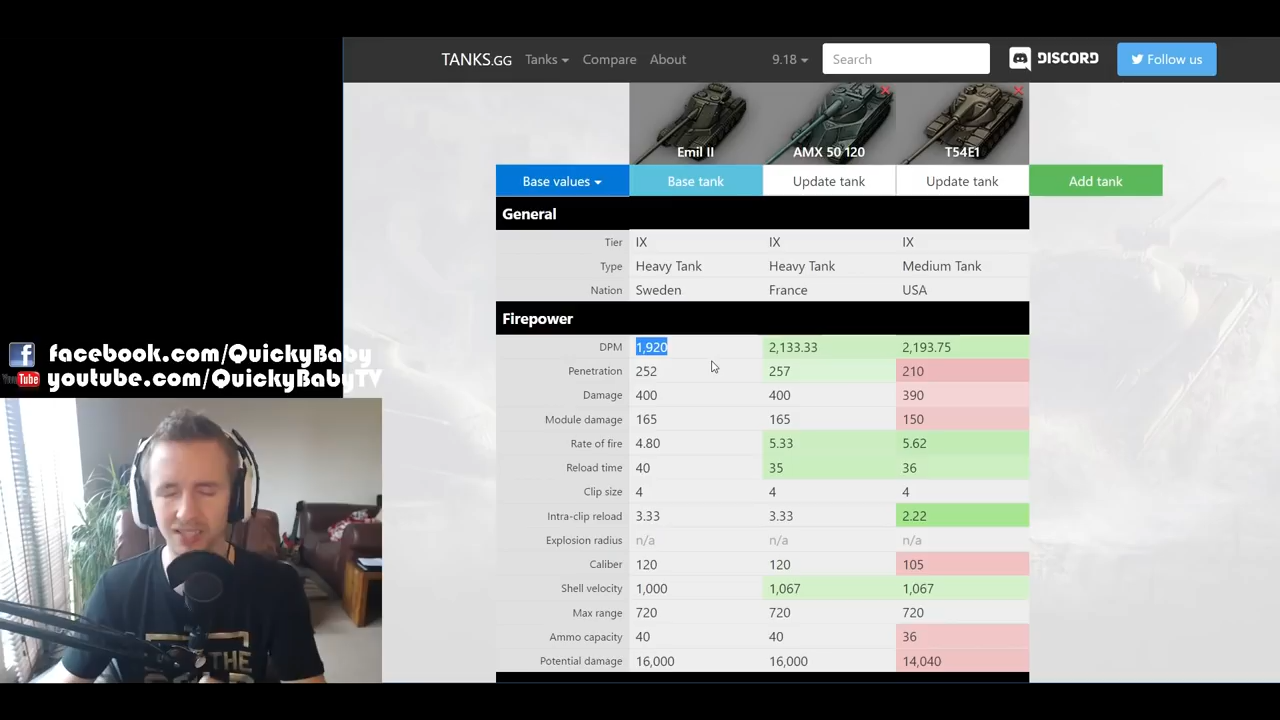 TANKS.GG Tanks Compare About 9.18 Search DISCORD Follow us
Emil II AMX 50 120 T54E1
Base values Base tank Update tank Update tank Add tank
General
Tier IX IX IX
Type Heavy Tank Heavy Tank Medium Tank
Nation Sweden France USA
Firepower
DPM 1,920 2,133.33 2,193.75
Penetration 252 257 210
Damage 400 400 390
Module damage 165 165 150
Rate of fire 4.80 5.33 5.62
Reload time 40 35 36
Clip size 4 4 4
Intra-clip reload 3.33 3.33 2.22
Explosion radius n/a n/a n/a
Caliber 120 120 105
Shell velocity 1,000 1,067 1,067
Max range 720 720 720
Ammo capacity 40 40 36
Potential damage 16,000 16,000 14,040
f facebook.com/QuickyBaby
You Tube youtube.com/QuickyBabyTV
THE